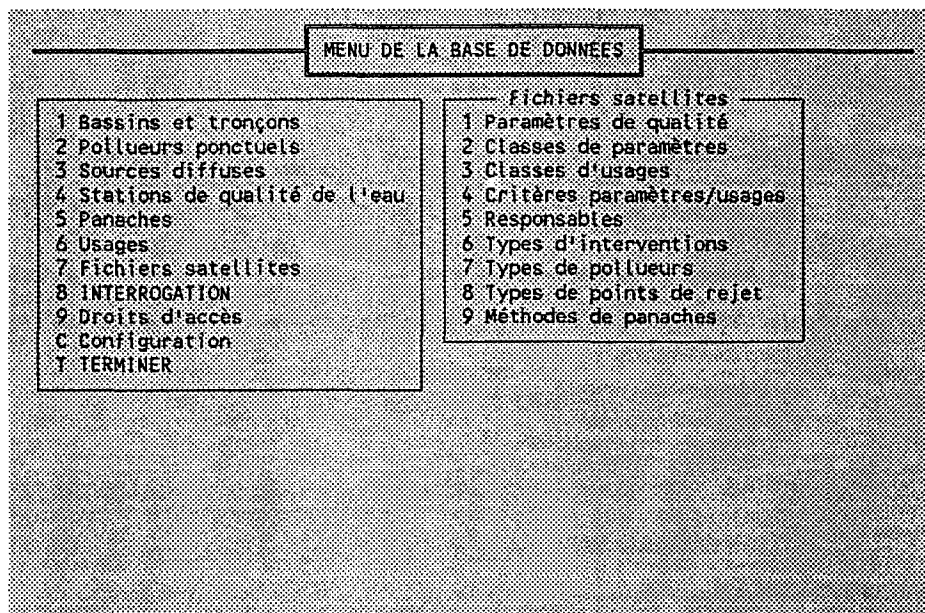 MENU DE LA BASE DE DONNEES
1 Bassins et tronçons
2 Pollueurs ponctuels
3 Sources diffuses
4 Stations de qualité de l'eau
5 Panaches
6 Usages
7 Fichiers satellites
8 INTERROGATION
9 Droits d'accès
C Configuration
T TERMINER
Fichiers satellites
1 Paramètres de qualité
2 Classes de paramètres
3 Classes d'usages
4 Critères paramètres/usages
5 Responsables
6 Types d'interventions
7 Types de pollueurs
8 Types de points de rejet
9 Méthodes de panaches